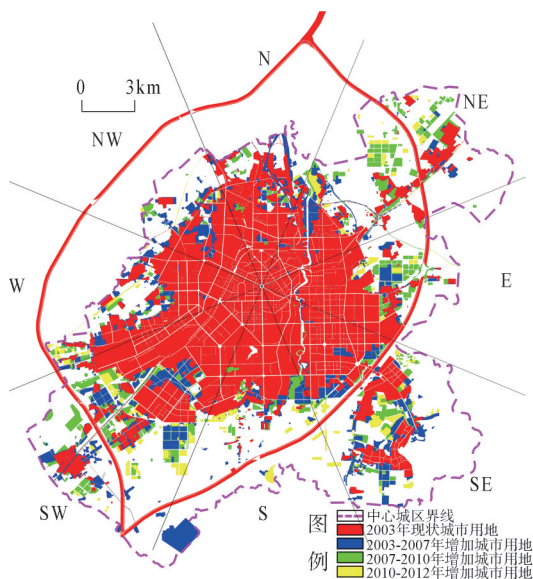 N
0 3km
NE
NW
W
E
SE
SW
S
图例
中心城区界线
2003年现状城市用地
2003-2007年增加城市用地
2007-2010年增加城市用地
2010-2012年增加城市用地